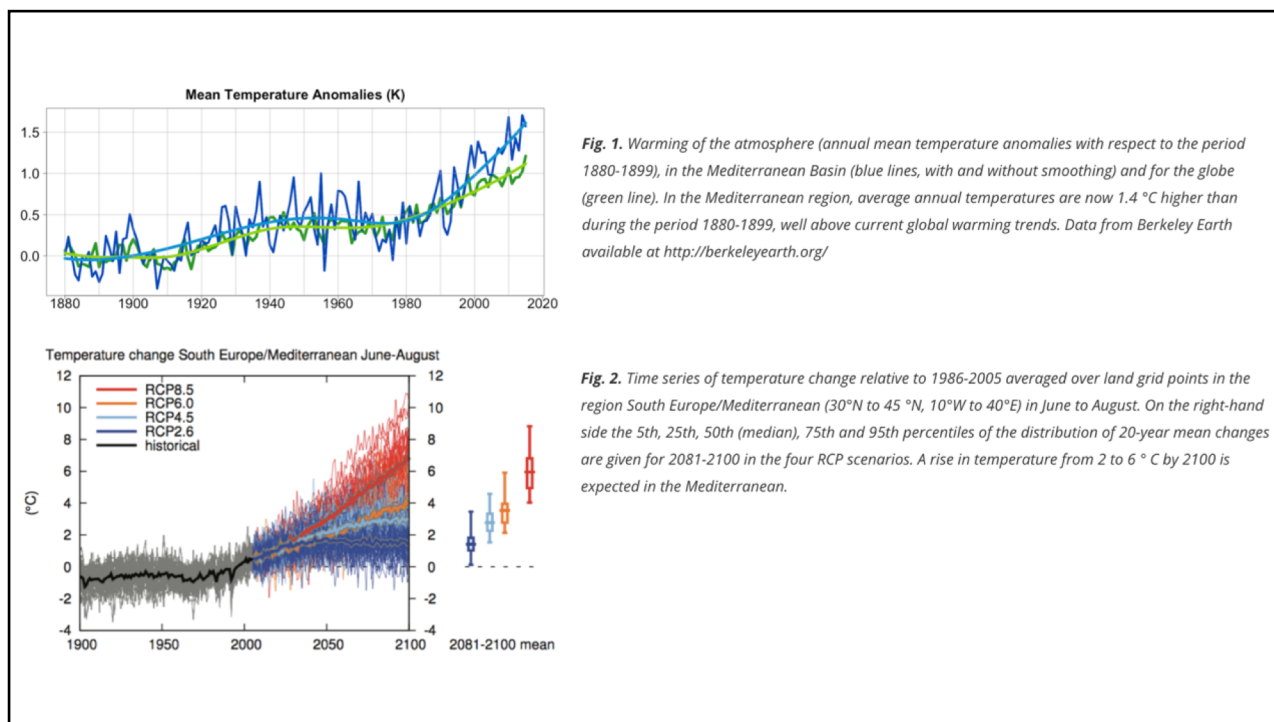 Mean Temperature Anomalies (K)
1.5
1.0
0.5
0.0
1880 1900 1920 1940 1960 1980 2000 2020
Fig. 1. Warming of the atmosphere (annual mean temperature anomalies with respect to the period
1880-1899), in the Mediterranean Basin (blue lines, with and without smoothing) and for the globe
(green line). In the Mediterranean region, average annual temperatures are now 1.4 °C higher than
during the period 1880-1899, well above current global warming trends. Data from Berkeley Earth
available at http://berkeleyearth.org/
Temperature change South Europe/Mediterranean June-August
12 12
10 10
8 8
6 6
4 4
2 2
0 0
-2 -2
-4 -4
(°C)
RCP8.5
RCP6.0
RCP4.5
RCP2.6
historical
1900 1950 2000 2050 2100 2081-2100 mean
Fig. 2. Time series of temperature change relative to 1986-2005 averaged over land grid points in the
region South Europe/Mediterranean (30°N to 45 °N, 10°W to 40°E) in June to August. On the right-hand
side the 5th, 25th, 50th (median), 75th and 95th percentiles of the distribution of 20-year mean changes
are given for 2081-2100 in the four RCP scenarios. A rise in temperature from 2 to 6 ° C by 2100 is
expected in the Mediterranean.